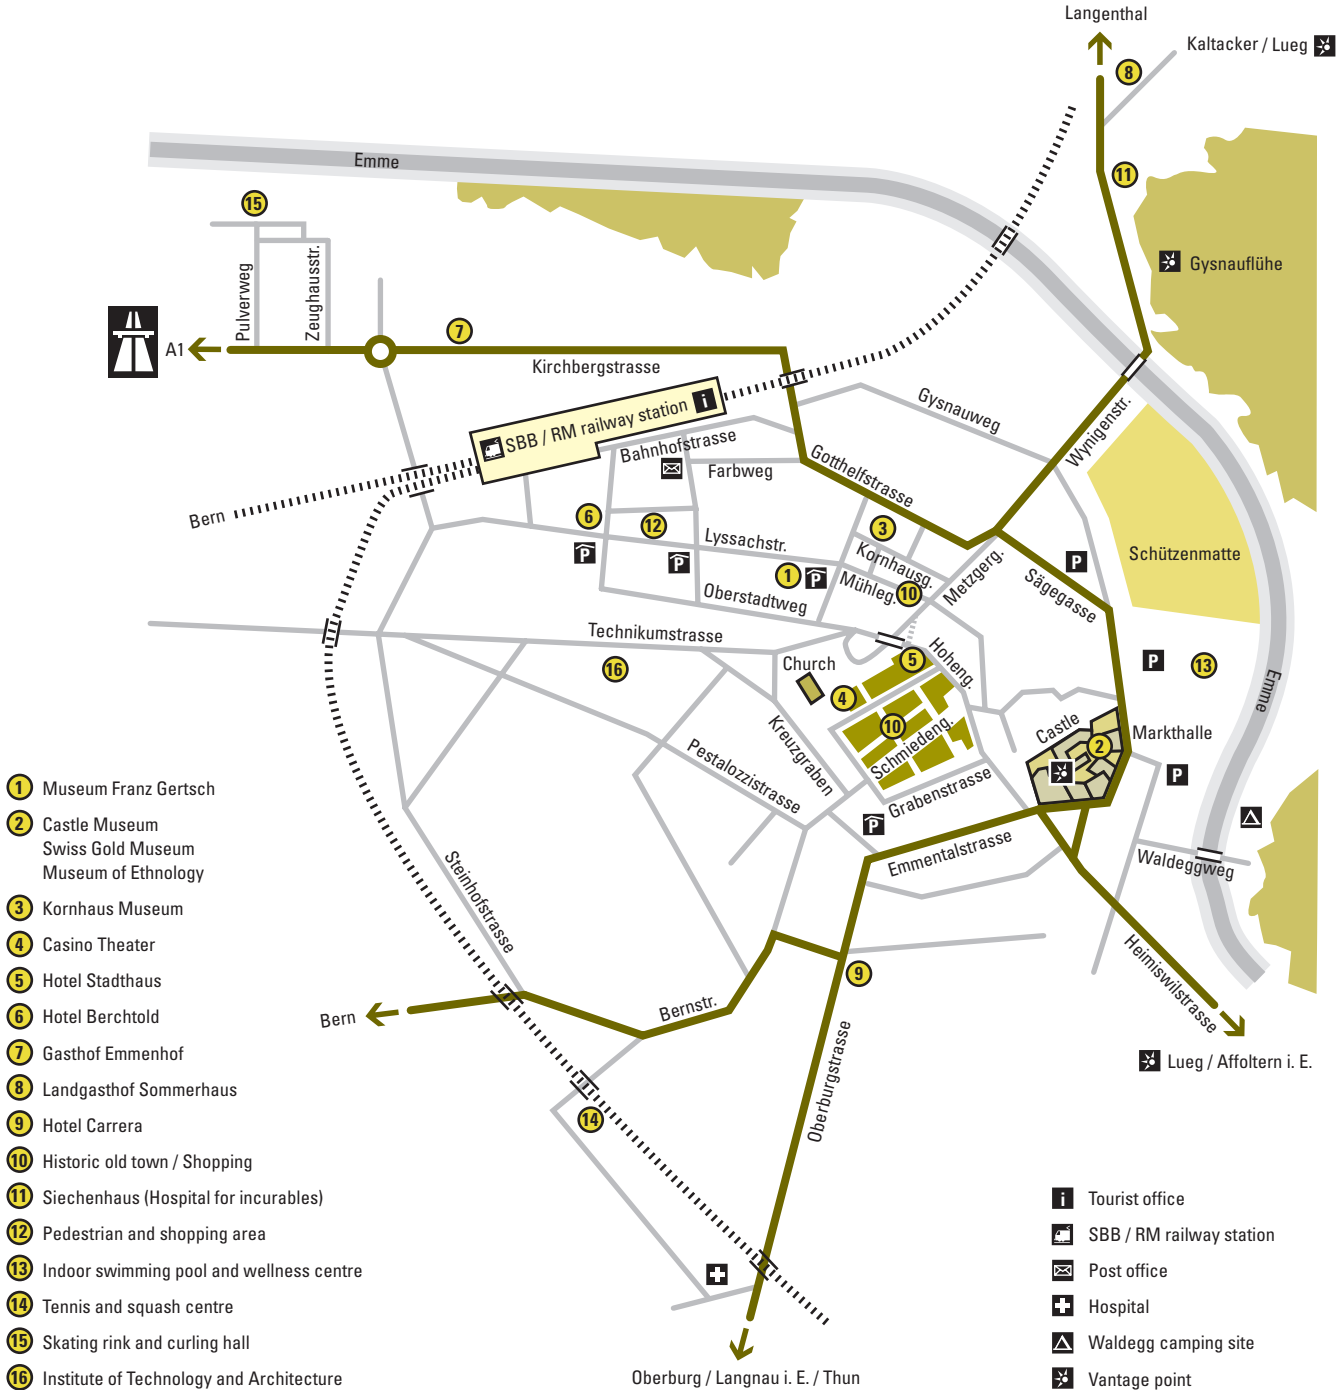 Langenthal
Kaltacker / Lueg
8
Emme
11
15
Gysnauflühe
Pulverweg
Zeughausstr.
7
A1
Kirchbergstrasse
i
SBB / RM railway station
Gysnauweg
Wynigenstr.
Bahnhofstrasse
Farbweg
Gotthelfstrasse
Bern
6
12
3
Lyssachstr.
Kornhausg.
Metzgerg.
Schützenmatte
P
P
1
P
P
Mühleg.
10
Sägegasse
Oberstadtweg
Technikumstrasse
Hoheng.
Church
5
16
P
13
4
Emme
Kreuzgraben
10
Schmiedeng.
Castle
2
Markthalle
Pestalozzistrasse
P
Grabenstrasse
P
Emmentalstrasse
Waldeggweg
Steinhofstrasse
Heimiswilstrasse
9
Bernstr.
Bern
Oberburgstrasse
Lueg / Affoltern i. E.
14
Oberburg / Langnau i. E. / Thun
1 Museum Franz Gertsch
2 Castle Museum
Swiss Gold Museum
Museum of Ethnology
3 Kornhaus Museum
4 Casino Theater
5 Hotel Stadthaus
6 Hotel Berchtold
7 Gasthof Emmenhof
8 Landgasthof Sommerhaus
9 Hotel Carrera
10 Historic old town / Shopping
11 Siechenhaus (Hospital for incurables)
12 Pedestrian and shopping area
13 Indoor swimming pool and wellness centre
14 Tennis and squash centre
15 Skating rink and curling hall
16 Institute of Technology and Architecture
i Tourist office
SBB / RM railway station
Post office
Hospital
Waldegg camping site
Vantage point